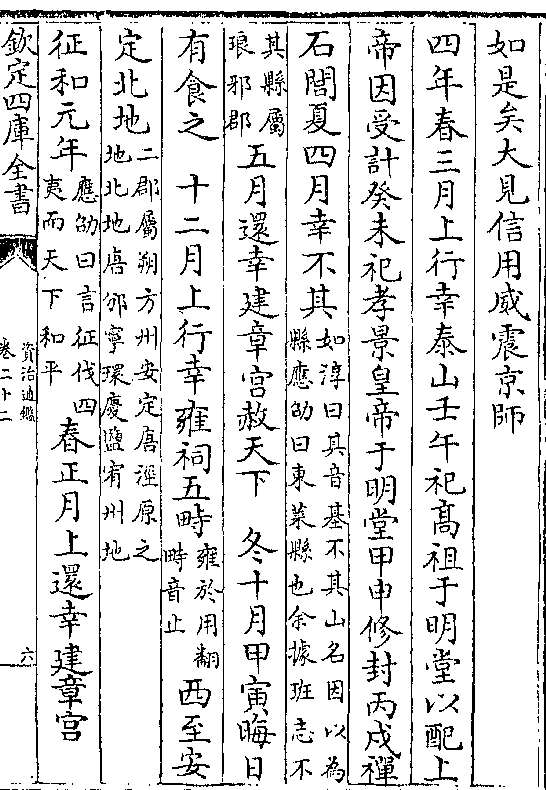 如是矣大見信用威震京師
四年春三月上行幸泰山壬午祀髙祖于明堂以配上
帝因受計癸未祀孝景皇帝于明堂甲申修封丙戌禪
石閭夏四月幸不其如淳曰其音基不其山名因以為縣應劭曰東萊縣也余據班志不
其縣屬琅邪郡五月還幸建章宮赦天下　冬十月甲寅晦日
有食之　十二月上行幸雍祠五畤雍於用翻畤音止西至安
定北地二郡屬朔方州安定唐涇原之地北地唐邠寧環慶鹽宥州地
征和元年應劭曰言征伐四夷而天下和平春正月上還幸建章宮
欽定四庫全書
資治通鑑
卷二十二
六